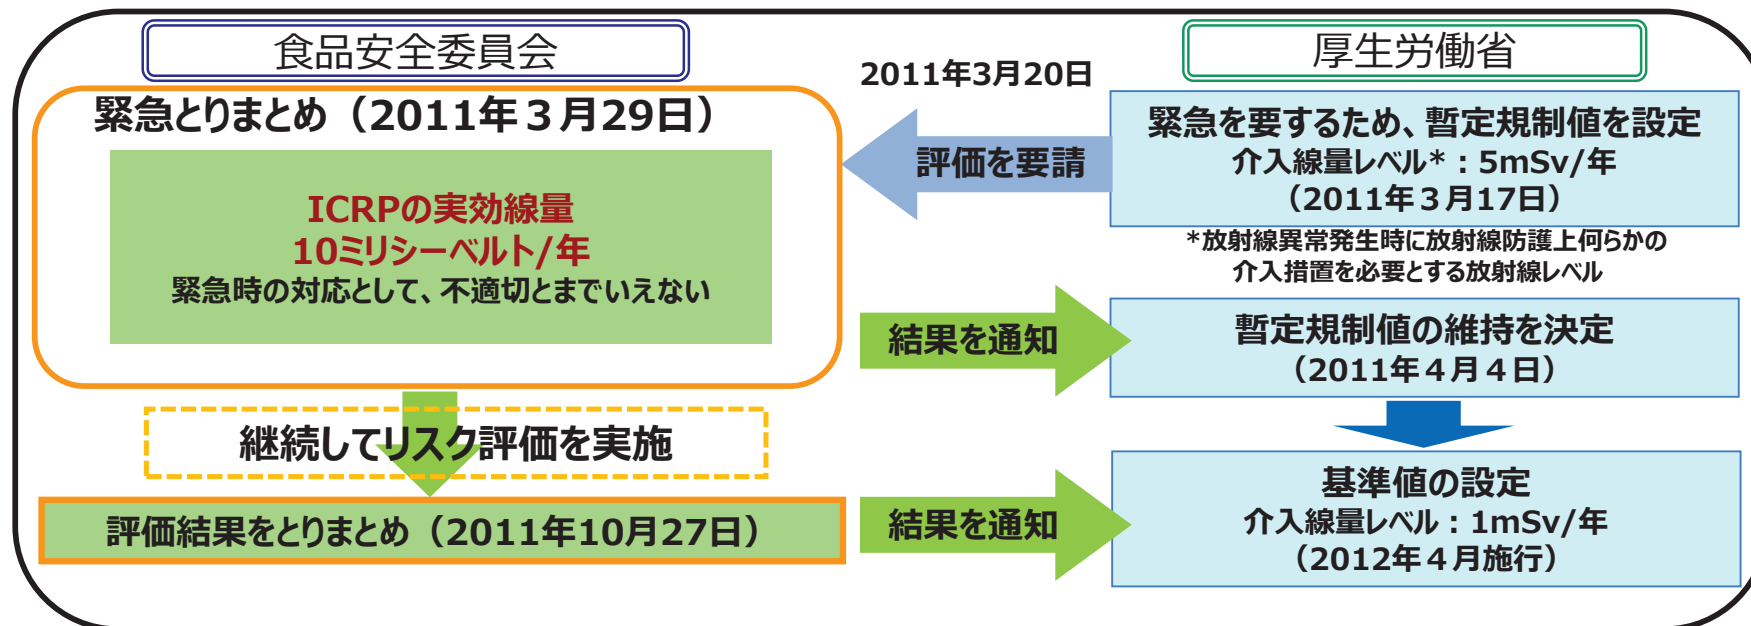 食品安全委員会
厚生労働省
2011年3月20日
緊急とりまとめ（2011年３月29日）
ICRPの実効線量
10ミリシーベルト/年
緊急時の対応として、不適切とまでいえない
評価を要請
緊急を要するため、暫定規制値を設定
介入線量レベル*：5mSv/年
（2011年３月17日）
*放射線異常発生時に放射線防護上何らかの
介入措置を必要とする放射線レベル
結果を通知
暫定規制値の維持を決定
（2011年４月４日）
継続してリスク評価を実施
評価結果をとりまとめ（2011年10月27日）
結果を通知
基準値の設定
介入線量レベル：1mSv/年
（2012年４月施行）